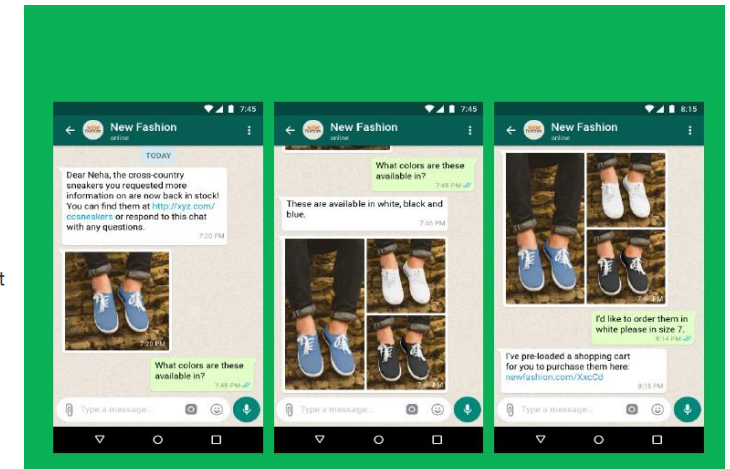 t
7:45
New Fashion
online
TODAY
Dear Neha, the cross-country
sneakers you requested more
information on are now back in stock!
You can find them at http://xyz.com/
ccsneakers or respond to this chat
with any questions.
7:20 PM
7:20 PM
What colors are these
available in?
7:45 PM
Type a message...
7:45
New Fashion
online
What colors are these
available in?
7:45 PM
These are available in white, black and
blue.
7:46 PM
7:46 PM
Type a message...
8:15
New Fashion
online
7:46 PM
I'd like to order them in
white please in size 7.
8:14 PM
I've pre-loaded a shopping cart
for you to purchase them here:
newfashion.com/XxcCd
8:15 PM
Type a message...